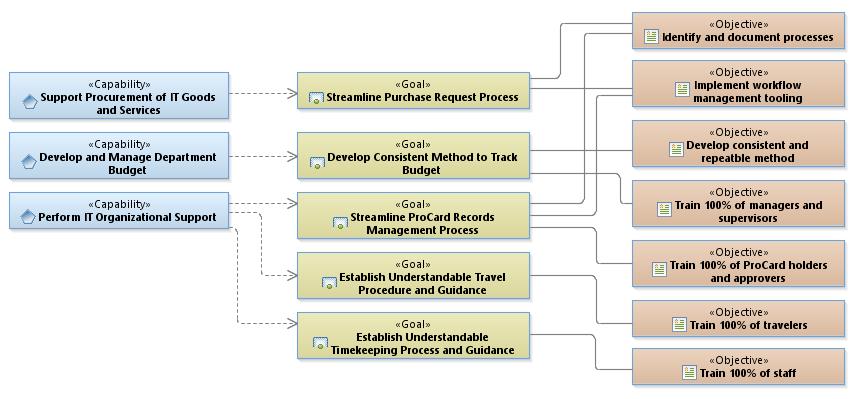 «Capability»
Support Procurement of IT Goods
and Services
«Capability»
Develop and Manage Department
Budget
«Capability»
Perform IT Organizational Support
«Goal»
Streamline Purchase Request Process
«Goal»
Develop Consistent Method to Track
Budget
«Goal»
Streamline ProCard Records
Management Process
«Goal»
Establish Understandable Travel
Procedure and Guidance
«Goal»
Establish Understandable
Timekeeping Process and Guidance
«Objective»
Identify and document processes
«Objective»
Implement workflow
management tooling
«Objective»
Develop consistent and
repeatable method
«Objective»
Train 100% of managers and
supervisors
«Objective»
Train 100% of ProCard holders
and approvers
«Objective»
Train 100% of travelers
«Objective»
Train 100% of staff